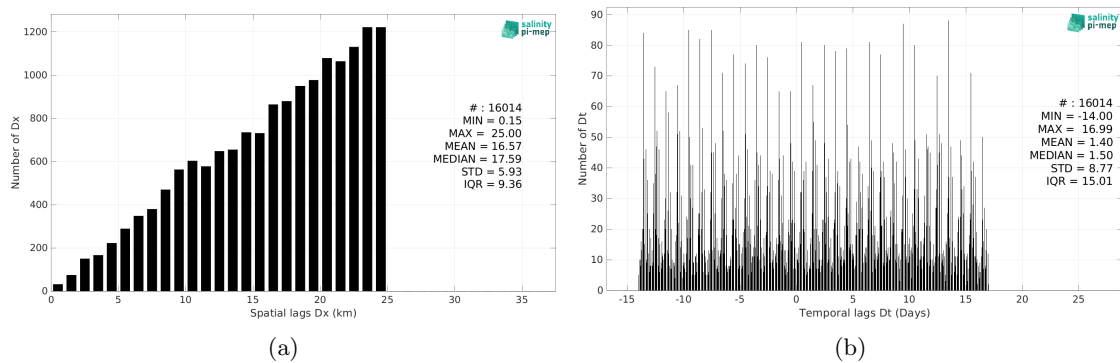 1200
1000
800
600
400
200
0
Number of Dx
0 5 10 15 20 25 30 35
Spatial lags Dx (km)
salinity
pi-mep
# : 16014
MIN = 0.15
MAX = 25.00
MEAN = 16.57
MEDIAN = 17.59
STD = 5.93
IQR = 9.36
(a)
90
80
70
60
50
40
30
20
10
0
Number of Dt
-15 -10 -5 0 5 10 15 20 25
Temporal lags Dt (Days)
salinity
pi-mep
# : 16014
MIN = -14.00
MAX = 16.99
MEAN = 1.40
MEDIAN = 1.50
STD = 8.77
IQR = 15.01
(b)